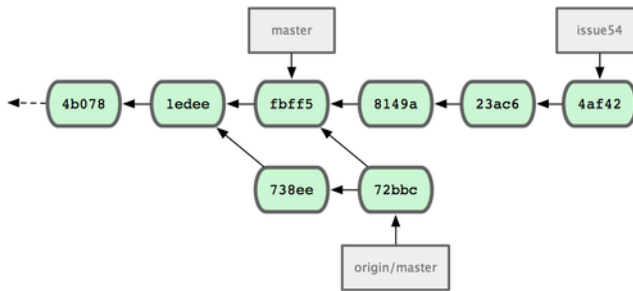 master
issue54
4b078 1edee fbff5 8149a 23ac6 4af42
738ee 72bbc
origin/master